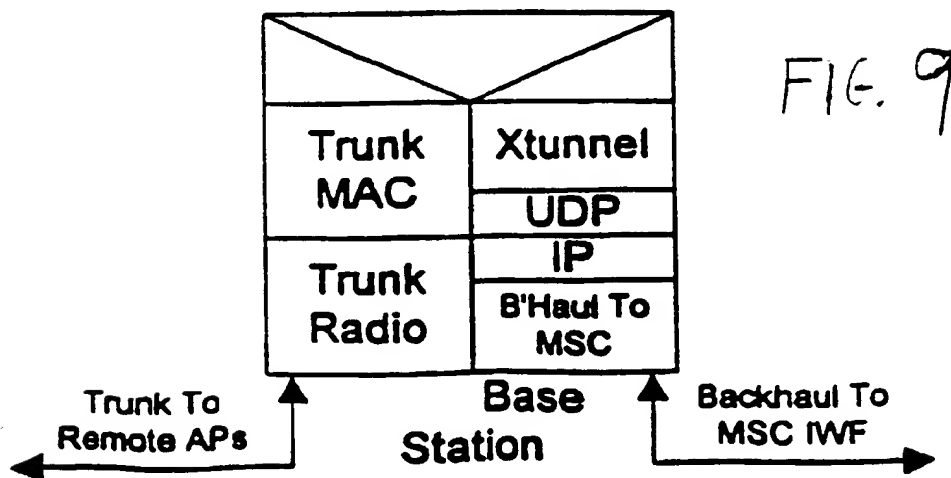 FIG. 9
Trunk
MAC
Xtunnel
UDP
IP
Trunk
Radio
B'Haul To
MSC
Trunk To
Remote APs
Base
Station
Backhaul To
MSC IWF